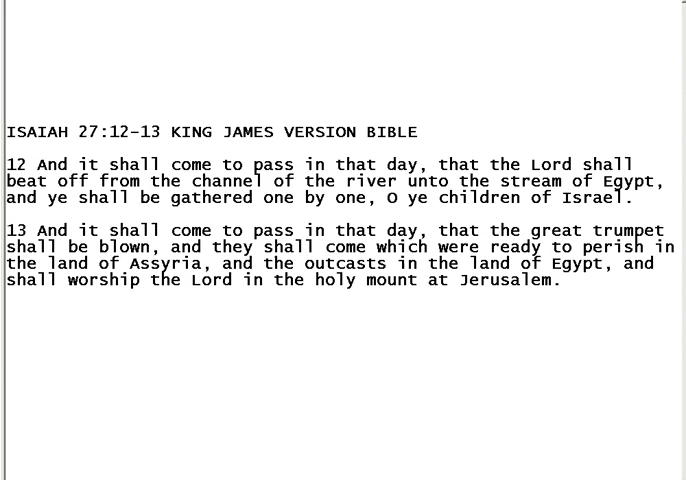 ISAIAH 27:12-13 KING JAMES VERSION BIBLE
12 And it shall come to pass in that day, that the Lord shall
beat off from the channel of the river unto the stream of Egypt,
and ye shall be gathered one by one, O ye children of Israel.
13 And it shall come to pass in that day, that the great trumpet
shall be blown, and they shall come which were ready to perish in
the land of Assyria, and the outcasts in the land of Egypt, and
shall worship the Lord in the holy mount at Jerusalem.